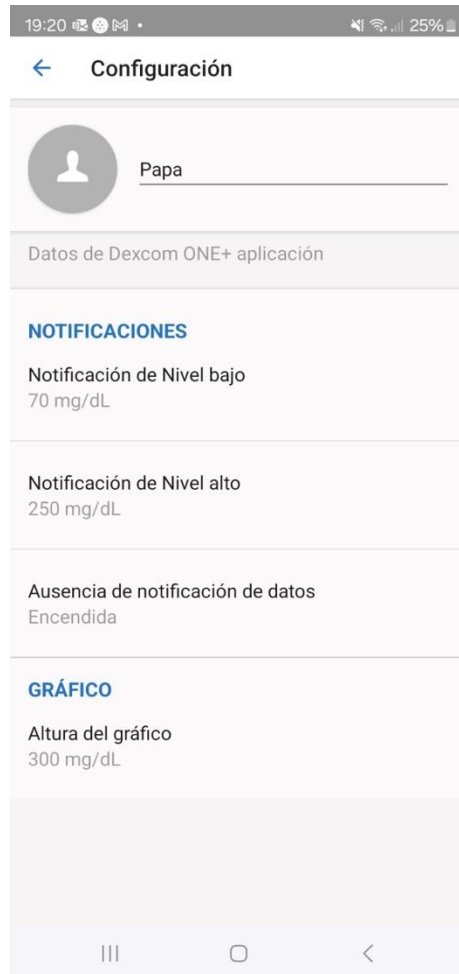 19:20
25%
Configuración
Papa
Datos de Dexcom ONE+ aplicación
NOTIFICACIONES
Notificación de Nivel bajo
70 mg/dL
Notificación de Nivel alto
250 mg/dL
Ausencia de notificación de datos
Encendida
GRÁFICO
Altura del gráfico
300 mg/dL